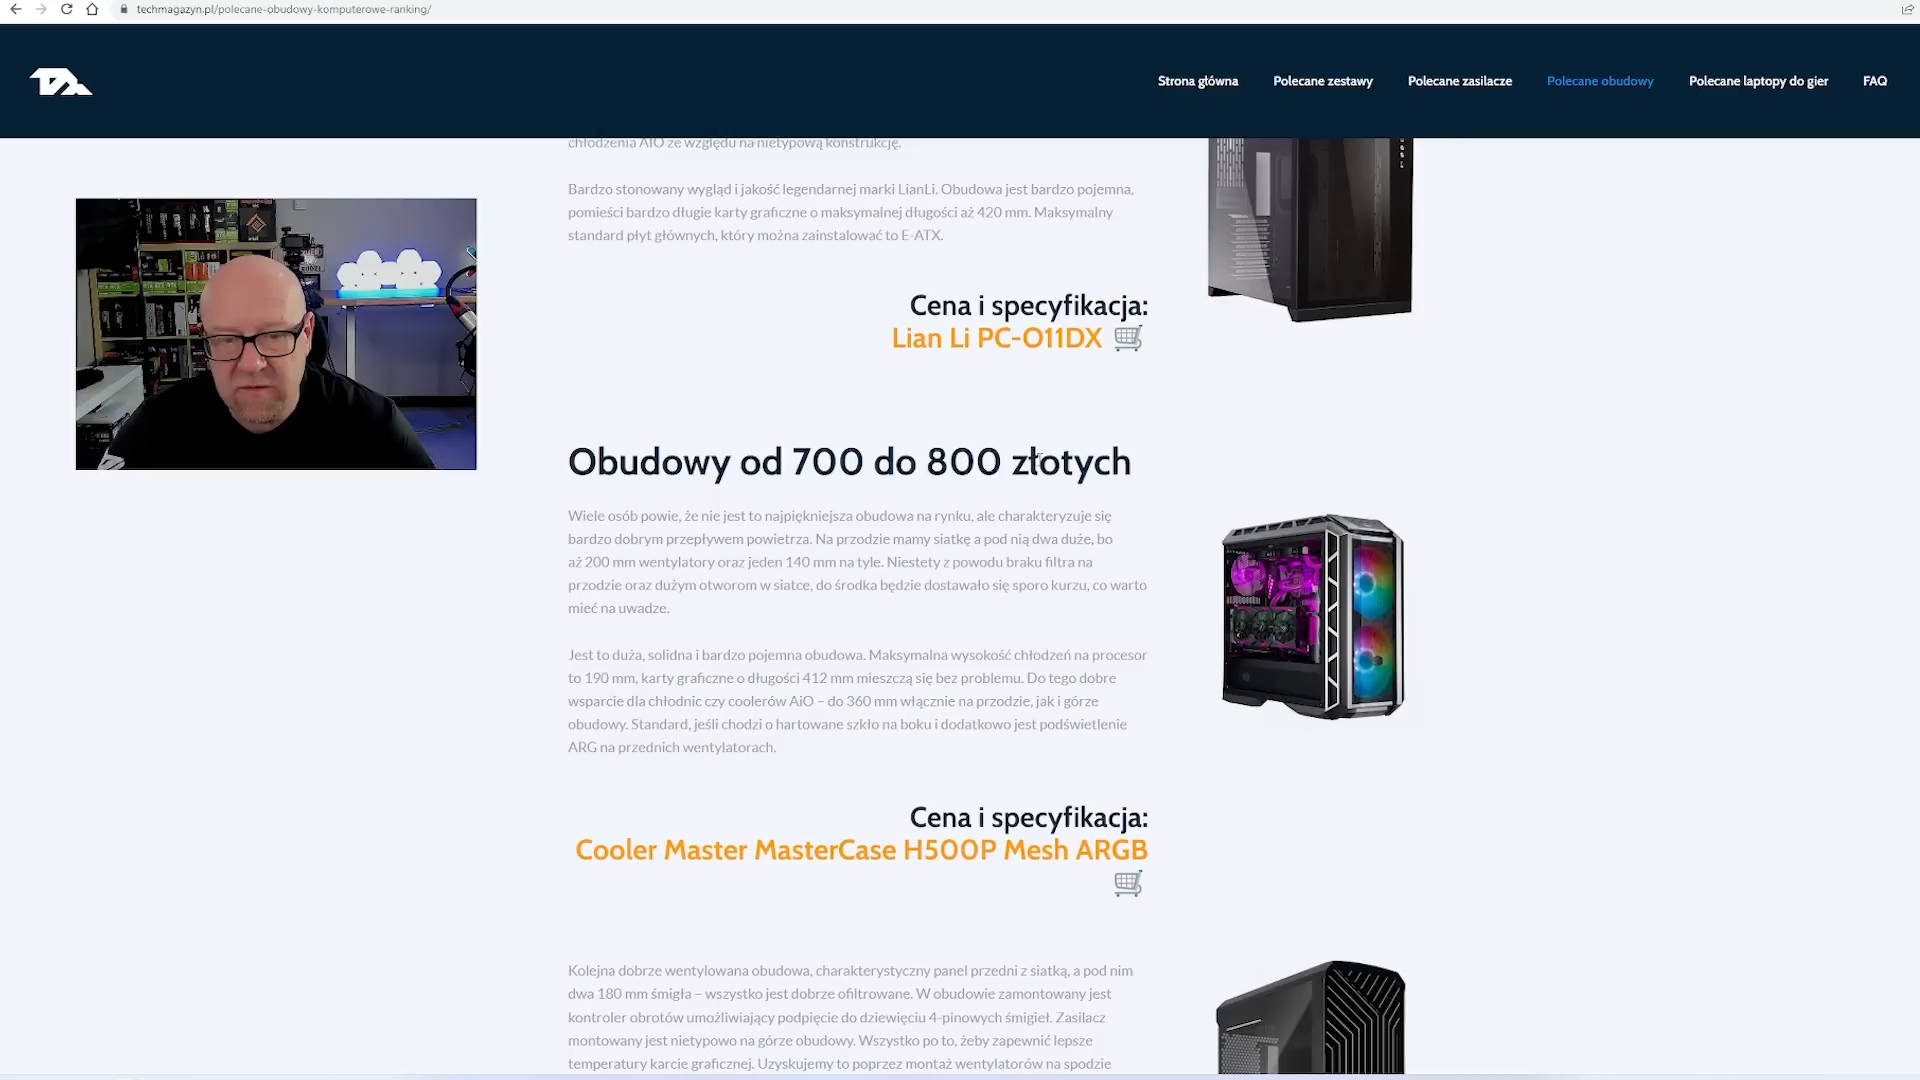 techmagazyn.pl/polecane-obudowy-komputerowe-ranking/
Strona główna
Polecane zestawy
Polecane zasilacze
Polecane obudowy
Polecane laptopy do gier
FAQ
chłodzenia AIO ze względu na nietypową konstrukcję.
Bardzo stonowany wygląd i jakość legendarnej marki LianLi. Obudowa jest bardzo pojemna,
pomieści bardzo długie karty graficzne o maksymalnej długości aż 420 mm. Maksymalny
standard płyt głównych, który można zainstalować to E-ATX.
Cena i specyfikacja:
Lian Li PC-O11DX
Obudowy od 700 do 800 złotych
Wiele osób powie, że nie jest to najpiękniejsza obudowa na rynku, ale charakteryzuje się
bardzo dobrym przepływem powietrza. Na przodzie mamy siatkę a pod nią dwa duże, bo
aż 200 mm wentylatory oraz jeden 140 mm na tyle. Niestety z powodu braku filtra na
przodzie oraz dużym otworom w siatce, do środka będzie dostawało się sporo kurzu, co warto
mieć na uwadze.
Jest to duża, solidna i bardzo pojemna obudowa. Maksymalna wysokość chłodzeń na procesor
to 190 mm, karty graficzne o długości 412 mm mieszczą się bez problemu. Do tego dobre
wsparcie dla chłodnic czy coolerów AiO – do 360 mm włącznie na przodzie, jak i górze
obudowy. Standard, jeśli chodzi o hartowane szkło na boku i dodatkowo jest podświetlenie
ARG na przednich wentylatorach.
Cena i specyfikacja:
Cooler Master MasterCase H500P Mesh ARGB
Kolejna dobrze wentylowana obudowa, charakterystyczny panel przedni z siatką, a pod nim
dwa 180 mm śmigła – wszystko jest dobrze ofiltrowane. W obudowie zamontowany jest
kontroler obrotów umożliwiający podpięcie do dziewięciu 4-pinowych śmigieł. Zasilacz
montowany jest nietypowo na górze obudowy. Wszystko po to, żeby zapewnić lepsze
temperatury karcie graficznej. Uzyskujemy to poprzez montaż wentylatorów na spodzie